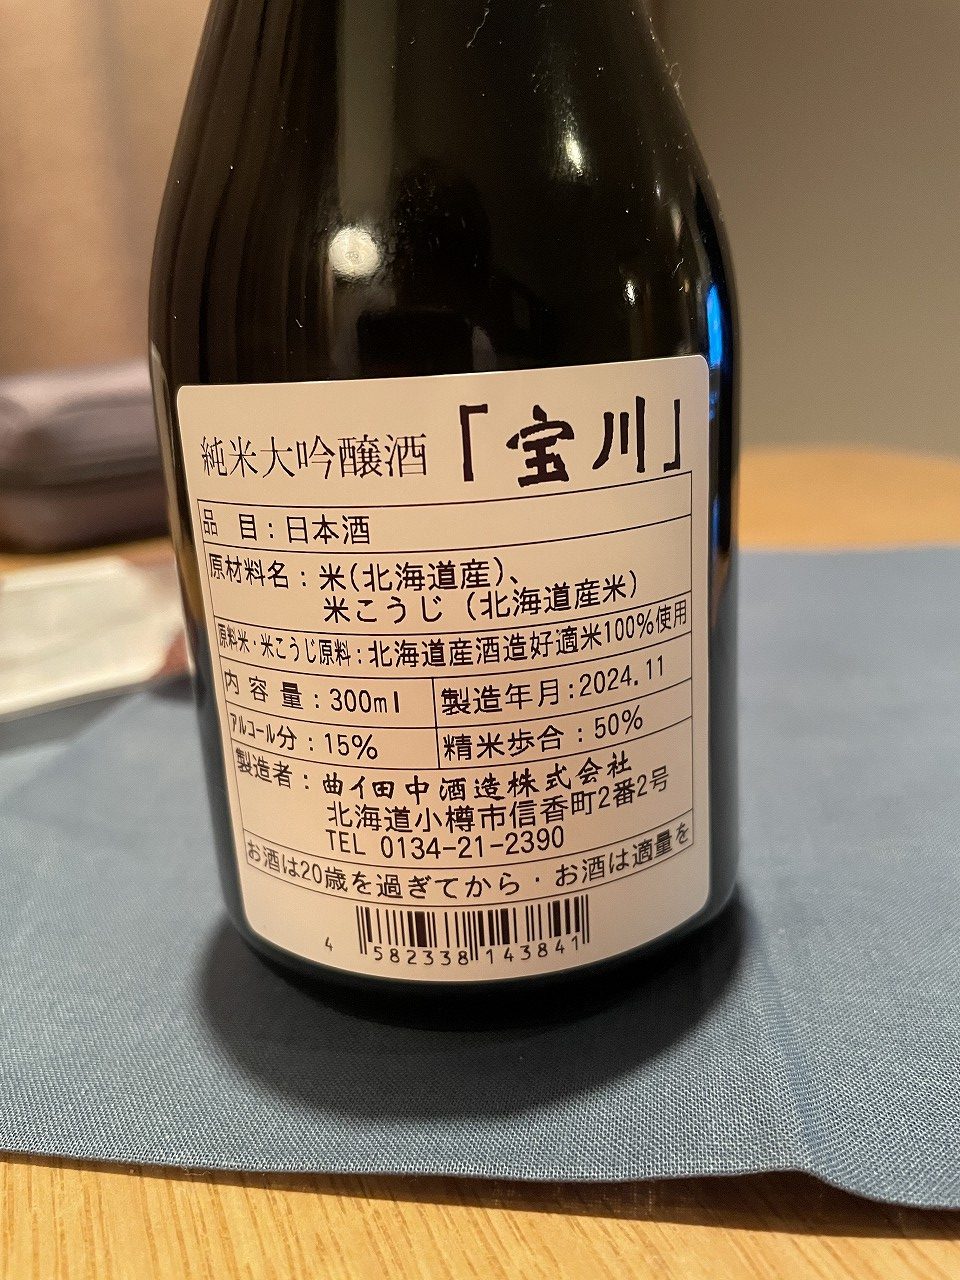 純米大吟醸酒「宝川」
品　目：日本酒
原材料名：米(北海道産)、
米こうじ（北海道産米）
原料米・米こうじ原料：北海道産酒造好適米100%使用
内 容 量：300ml　製造年月：2024.11
アルコール分：15%　精米歩合：50%
製造者：曲イ田中酒造株式会社
北海道小樽市信香町2番2号
TEL 0134-21-2390
お酒は20歳を過ぎてから・お酒は適量を
4 582338 143841